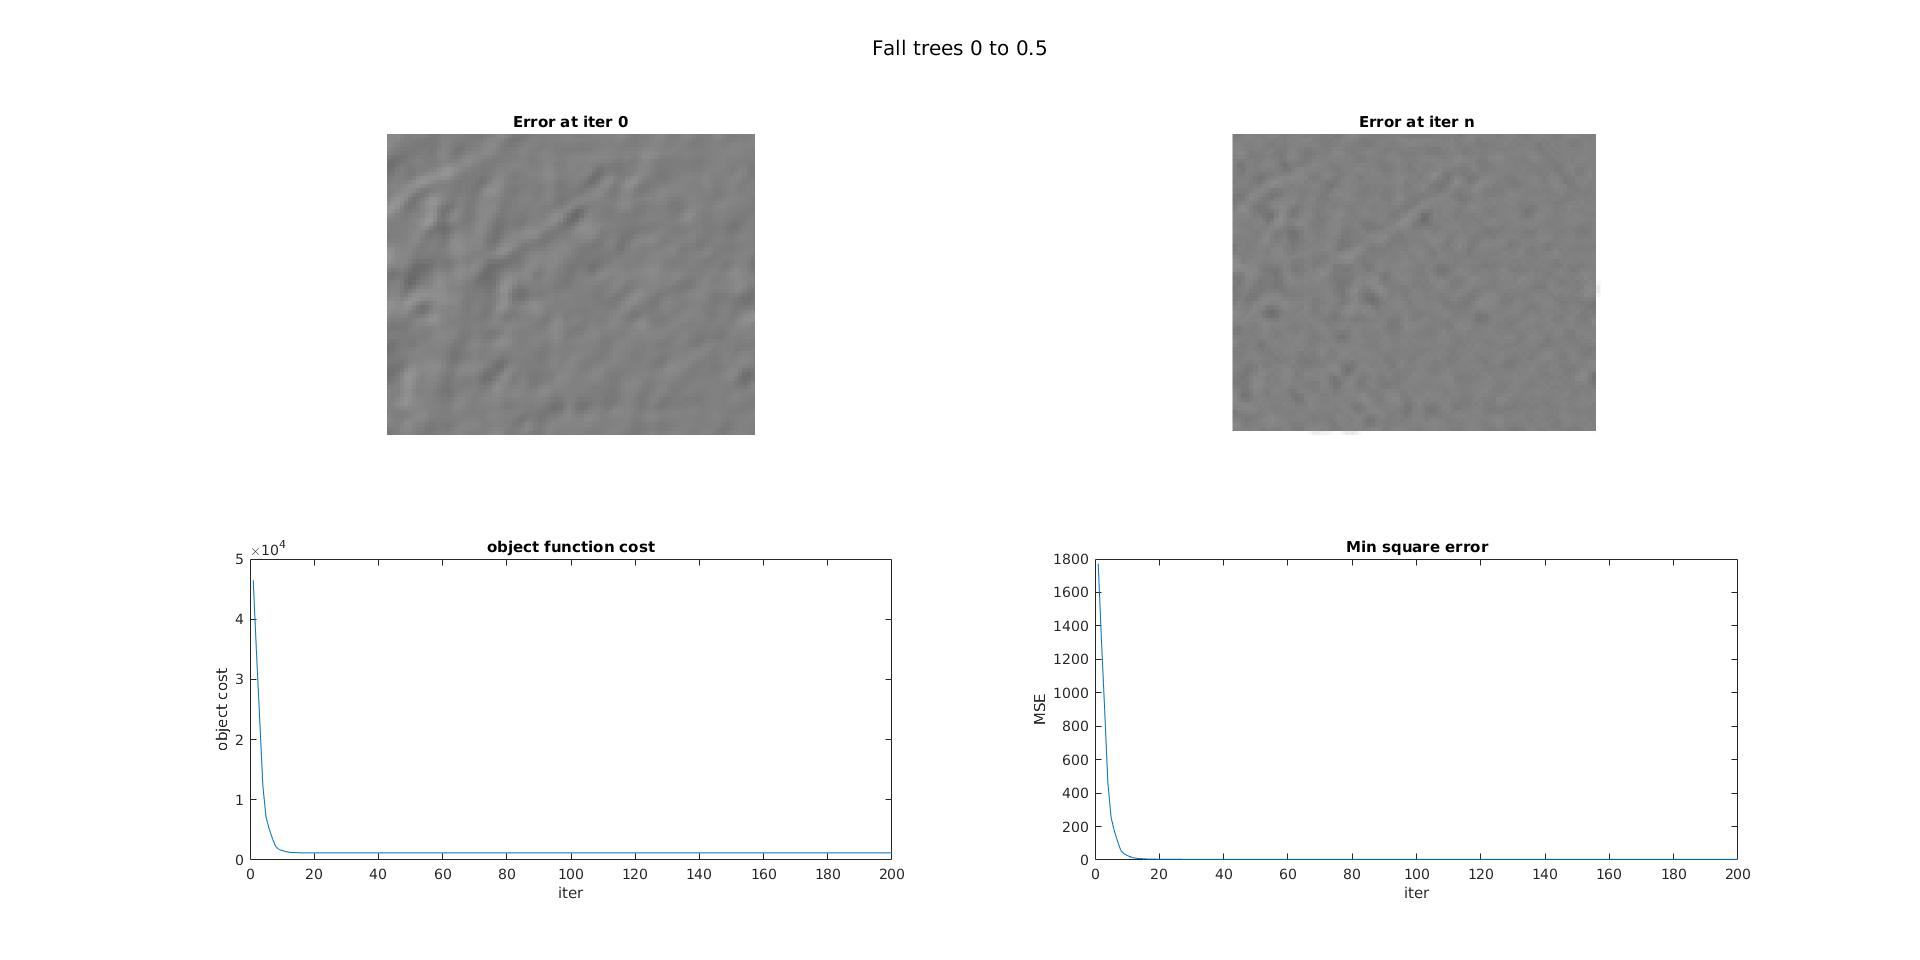 Fall trees 0 to 0.5
Error at iter 0
Error at iter n
object function cost
×10⁴
5
4
3
2
1
0
object cost
0 20 40 60 80 100 120 140 160 180 200
iter
Min square error
1800
1600
1400
1200
1000
800
600
400
200
0
MSE
0 20 40 60 80 100 120 140 160 180 200
iter